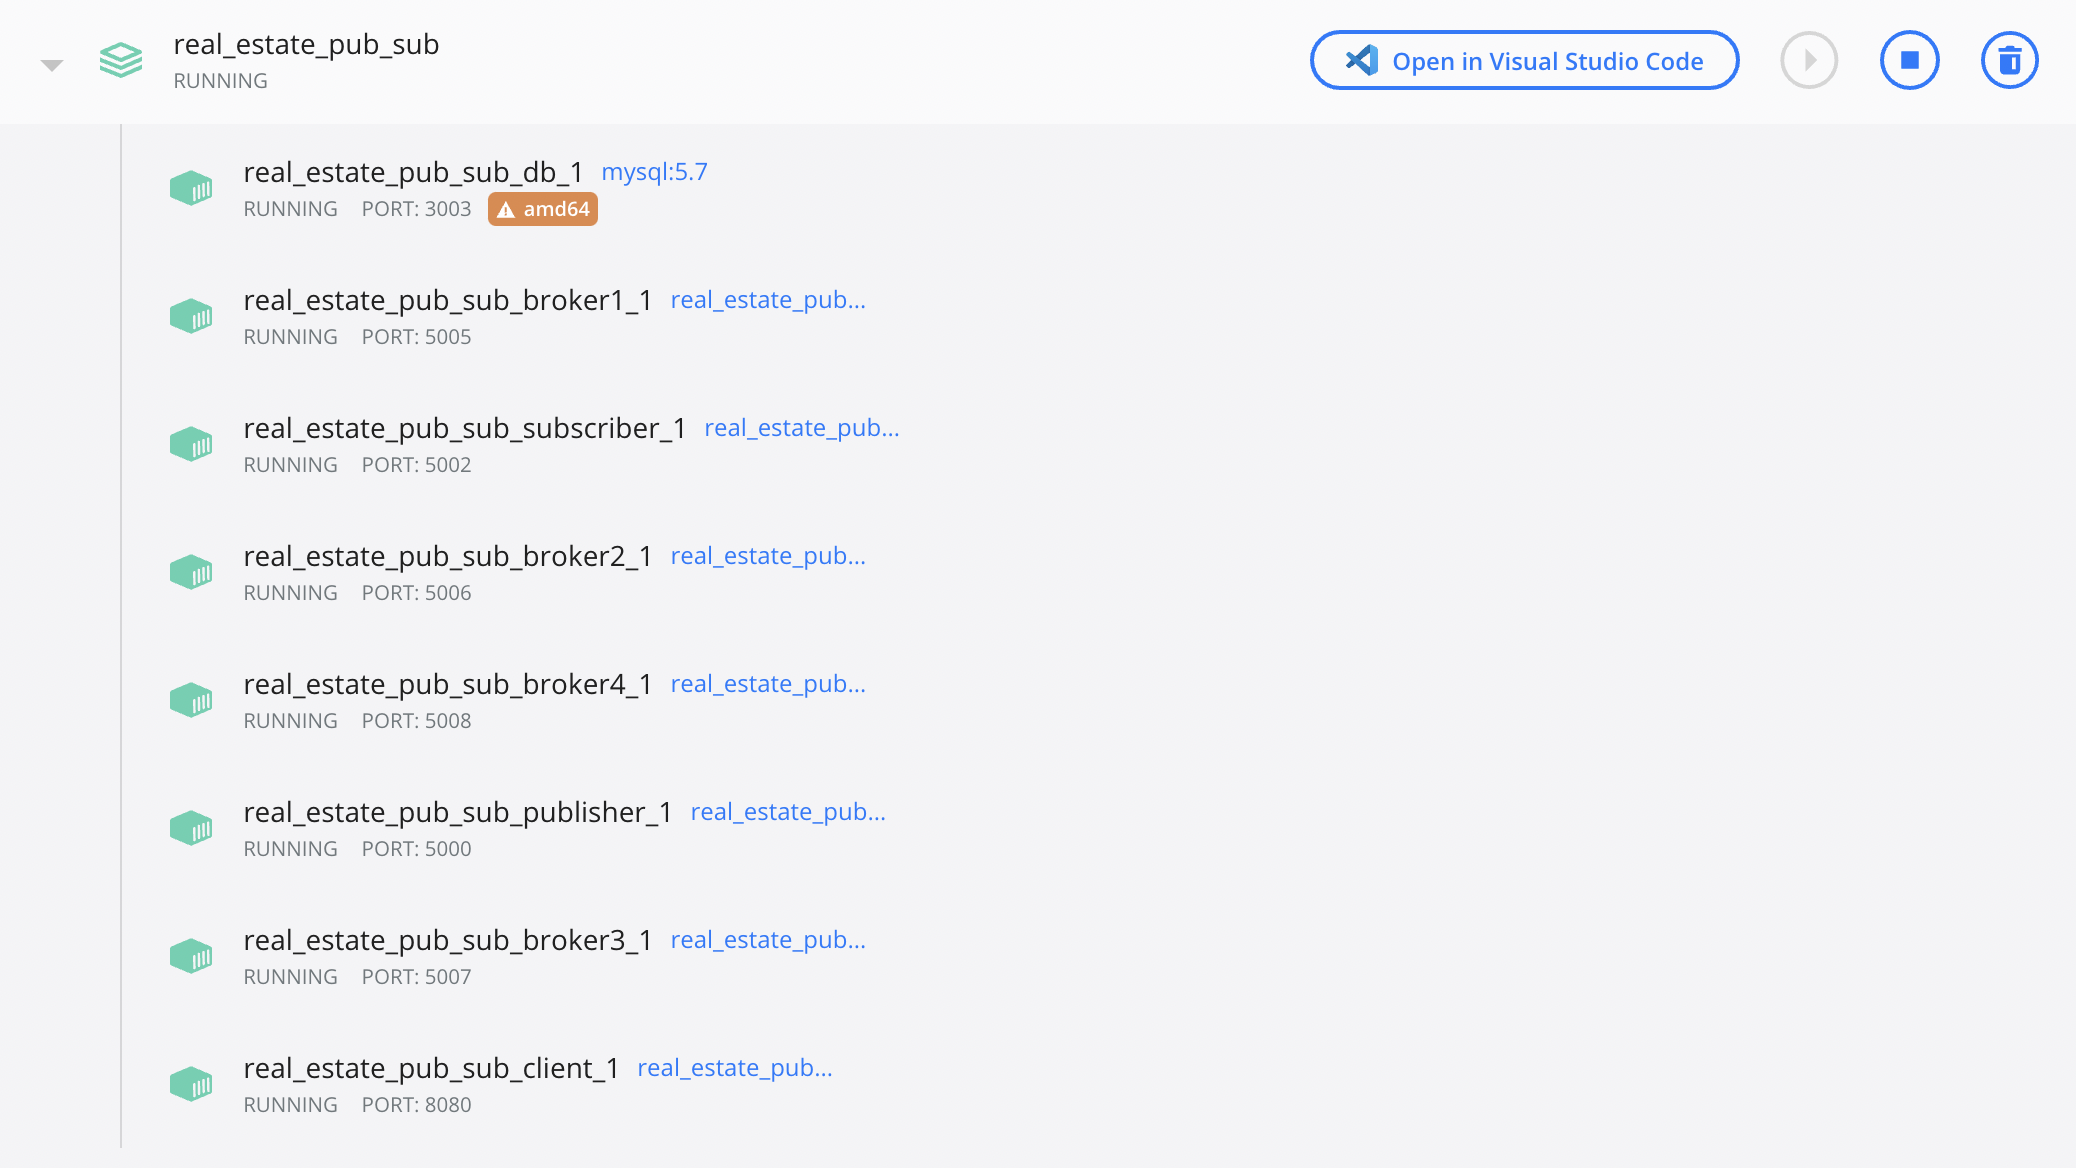 real_estate_pub_sub
RUNNING
Open in Visual Studio Code
real_estate_pub_sub_db_1 mysql:5.7
RUNNING PORT: 3003 amd64
real_estate_pub_sub_broker1_1 real_estate_pub...
RUNNING PORT: 5005
real_estate_pub_sub_subscriber_1 real_estate_pub...
RUNNING PORT: 5002
real_estate_pub_sub_broker2_1 real_estate_pub...
RUNNING PORT: 5006
real_estate_pub_sub_broker4_1 real_estate_pub...
RUNNING PORT: 5008
real_estate_pub_sub_publisher_1 real_estate_pub...
RUNNING PORT: 5000
real_estate_pub_sub_broker3_1 real_estate_pub...
RUNNING PORT: 5007
real_estate_pub_sub_client_1 real_estate_pub...
RUNNING PORT: 8080